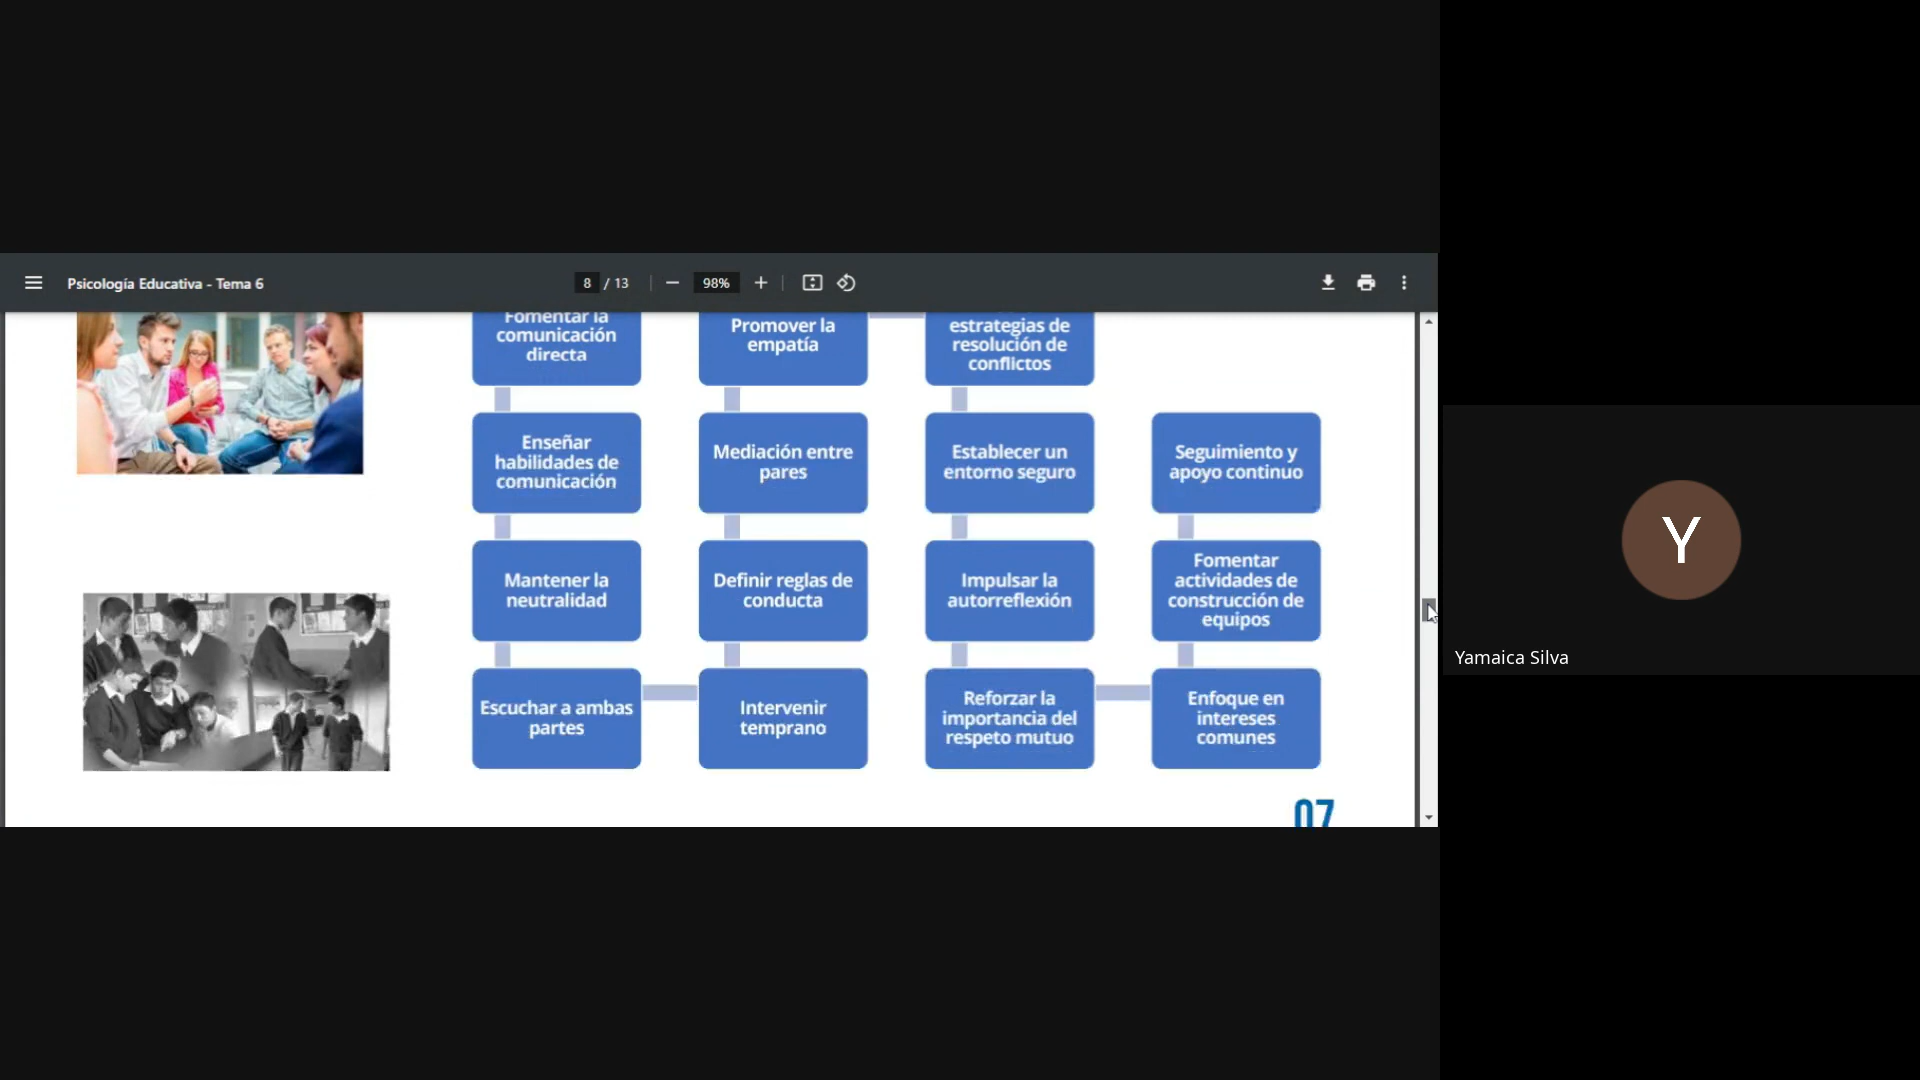 Psicología Educativa - Tema 6
8 / 13
98%
Fomentar la
comunicación
directa
Enseñar
habilidades de
comunicación
Mantener la
neutralidad
Escuchar a ambas
partes
Promover la
empatía
Mediación entre
pares
Definir reglas de
conducta
Intervenir
temprano
estrategias de
resolución de
conflictos
Establecer un
entorno seguro
Impulsar la
autorreflexión
Reforzar la
importancia del
respeto mutuo
Seguimiento y
apoyo continuo
Fomentar
actividades de
construcción de
equipos
Enfoque en
intereses
comunes
07
Y
Yamaica Silva